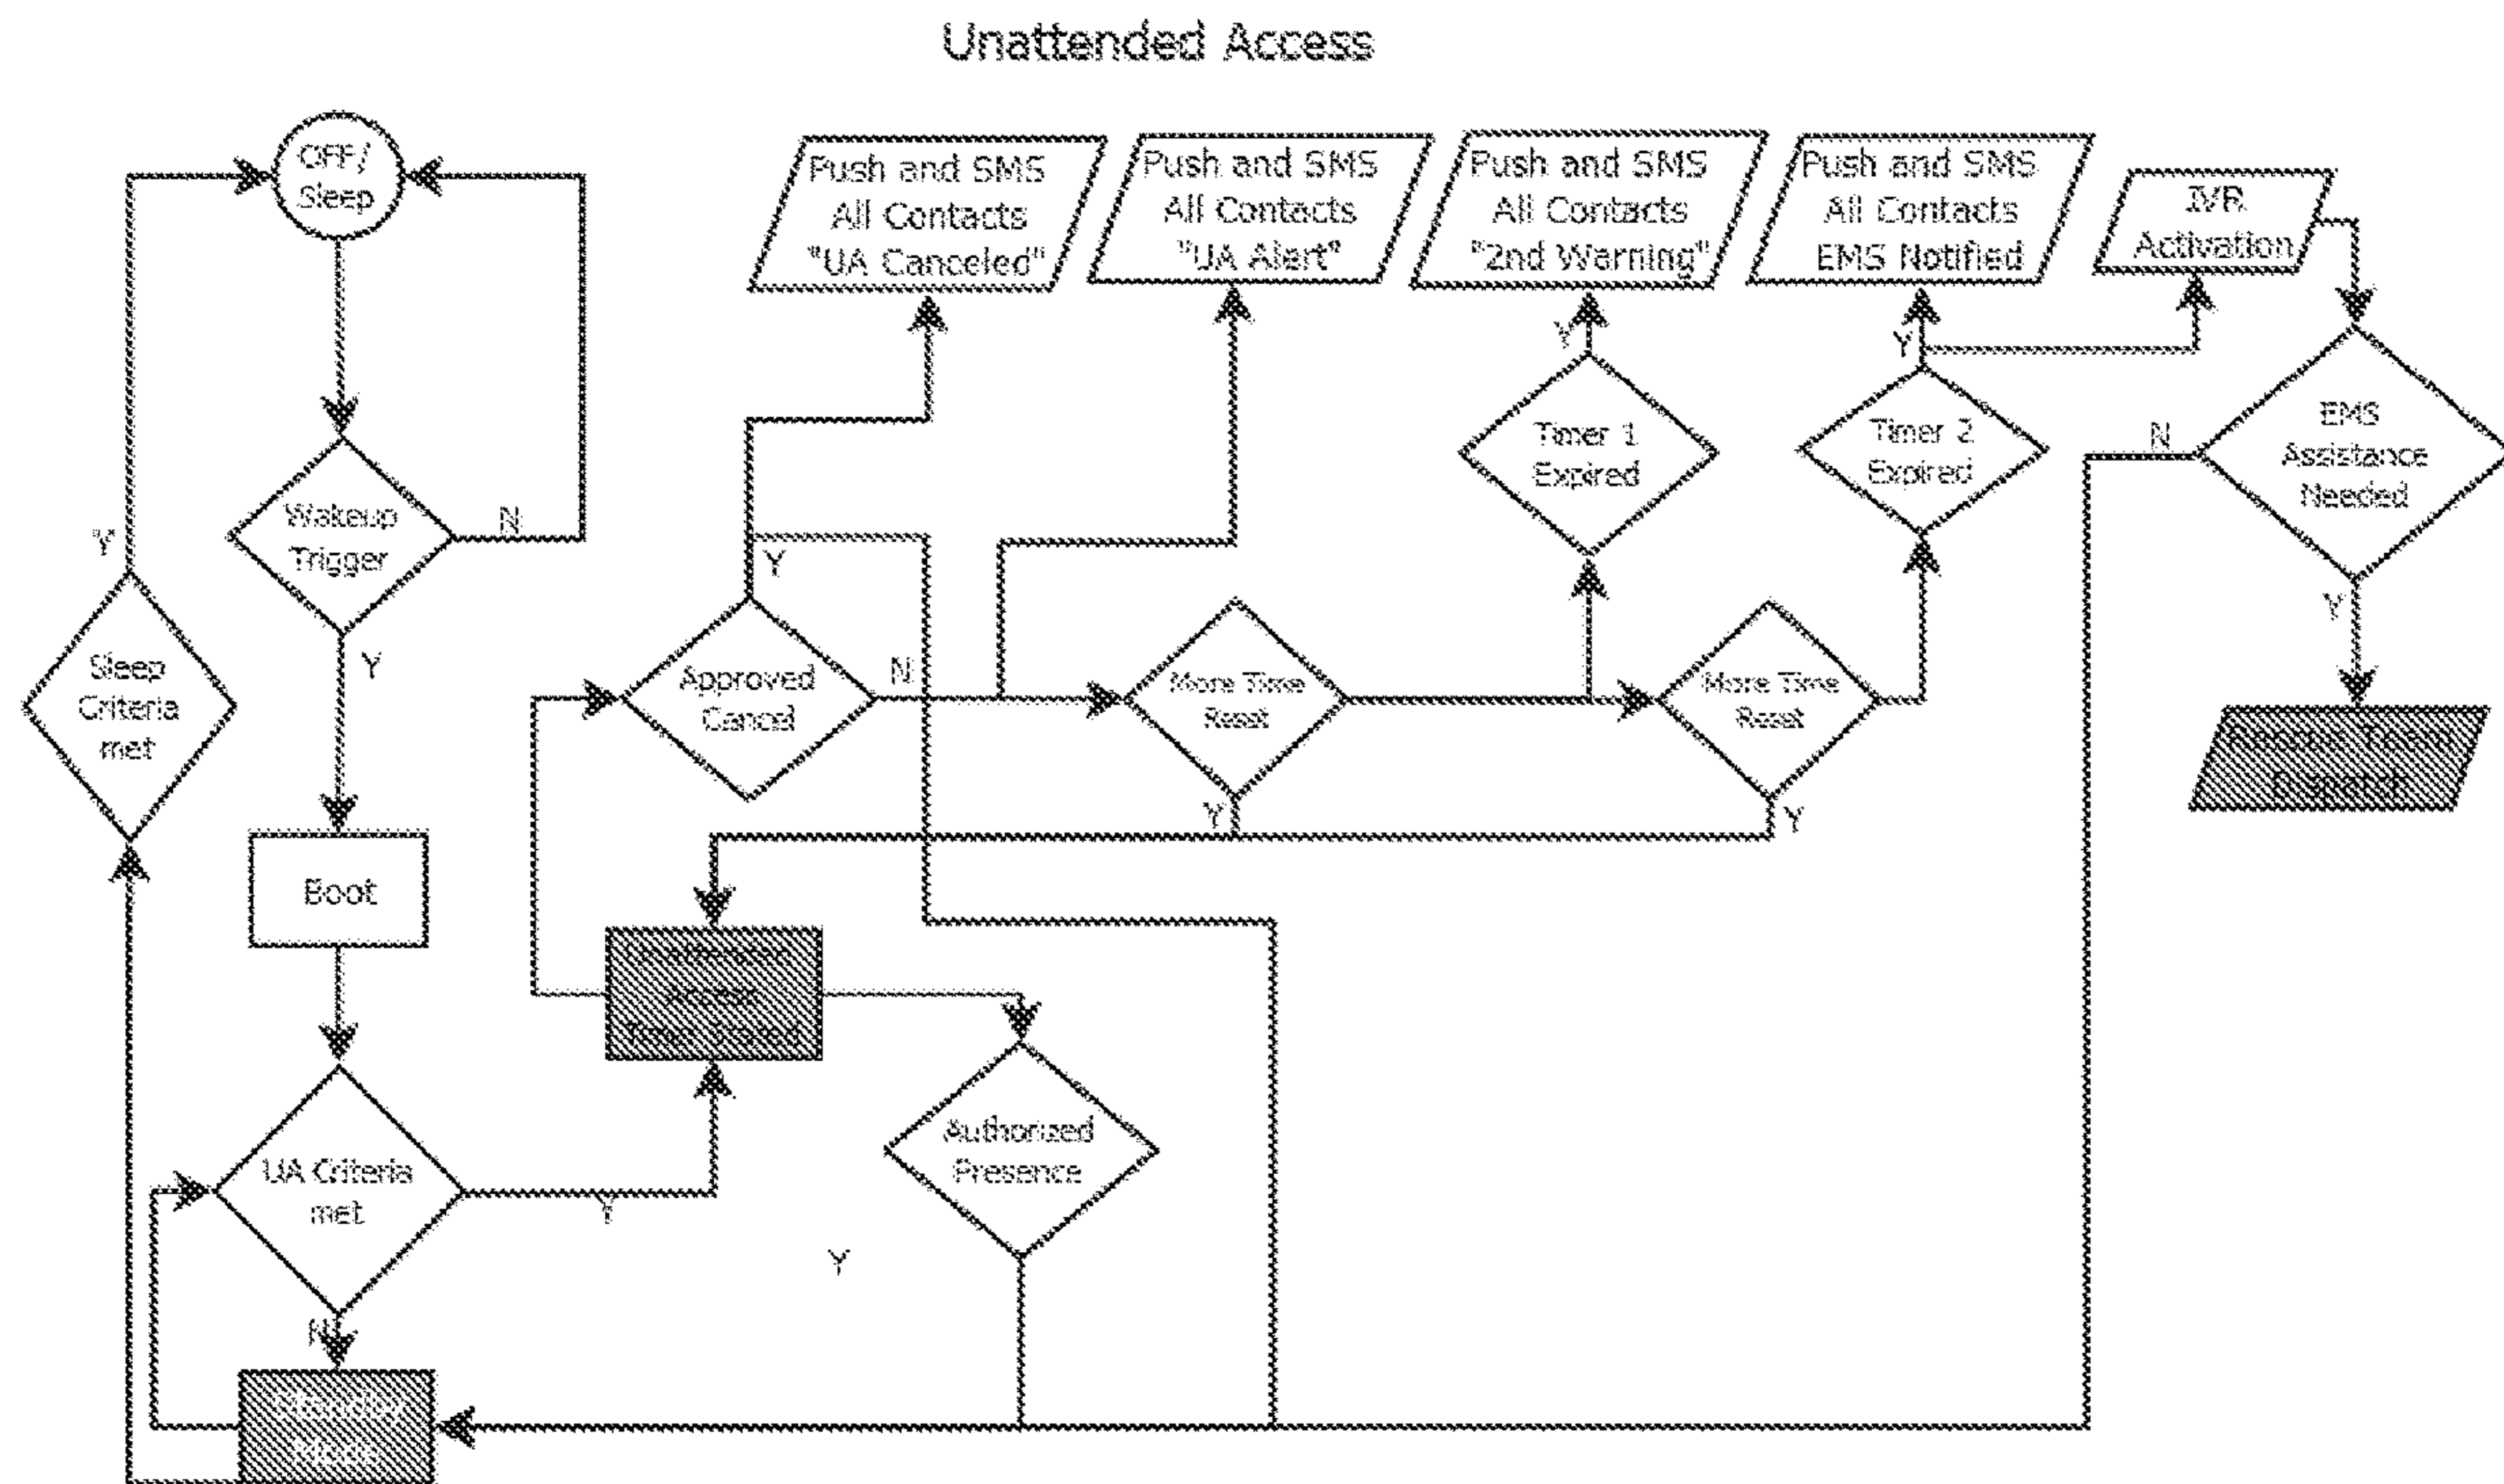 Unattended Access
OFF/
Sleep
Push and SMS
All Contacts
"UA Canceled"
Push and SMS
All Contacts
"UA Alert"
Push and SMS
All Contacts
"2nd Warning"
Push and SMS
All Contacts
EMS Notified
IVR
Activation
Y
Y
Timer 1
Expired
Timer 2
Expired
N
EMS
Assistance
Needed
Wakeup
Trigger
N
Y
Y
Y
Y
Sleep
Criteria
met
Approved
Cancel
N
More Time
Reset
More Time
Reset
Y
Y
Boot
Access
Authorized
Presence
UA Criteria
met
Y
Y
N
Mode